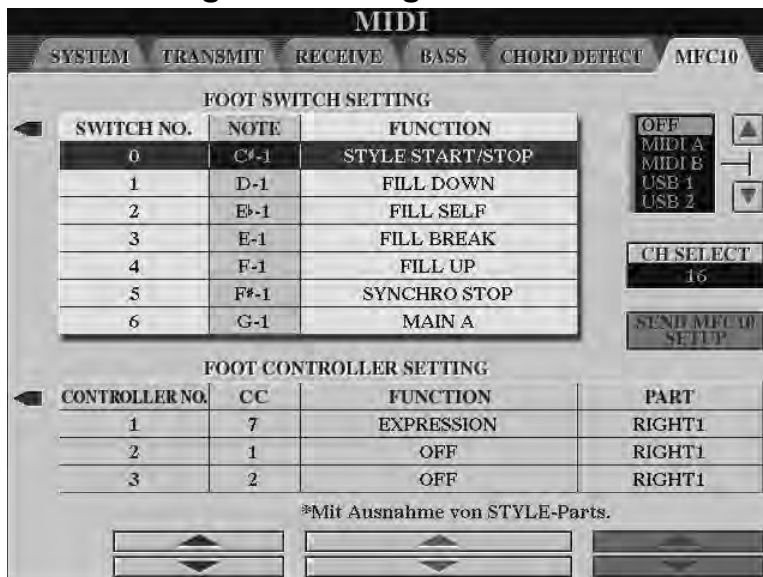 MIDI
SYSTEM TRANSMIT RECEIVE BASS CHORD DETECT MFC10
FOOT SWITCH SETTING
SWITCH NO. NOTE FUNCTION
0 C♯-1 STYLE START/STOP
1 D-1 FILL DOWN
2 E♭-1 FILL SELF
3 E-1 FILL BREAK
4 F-1 FILL UP
5 F♯-1 SYNCHRO STOP
6 G-1 MAIN A
OFF
MIDI A
MIDI B
USB 1
USB 2
CH SELECT
16
SEND MFC10
SETUP
FOOT CONTROLLER SETTING
CONTROLLER NO. CC FUNCTION PART
1 7 EXPRESSION RIGHT1
2 1 OFF RIGHT1
3 2 OFF RIGHT1
*Mit Ausnahme von STYLE-Parts.